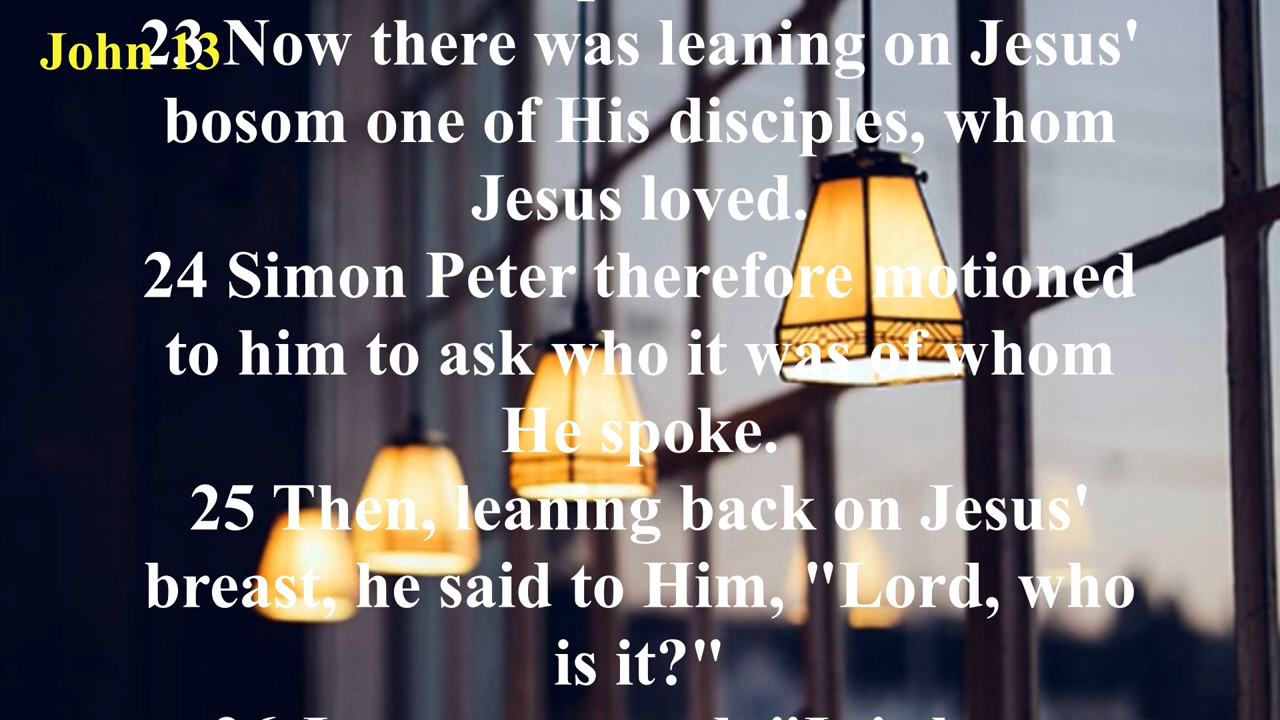 John 13
23 Now there was leaning on Jesus'
bosom one of His disciples, whom
Jesus loved.
24 Simon Peter therefore motioned
to him to ask who it was of whom
He spoke.
25 Then, leaning back on Jesus'
breast, he said to Him, "Lord, who
is it?"